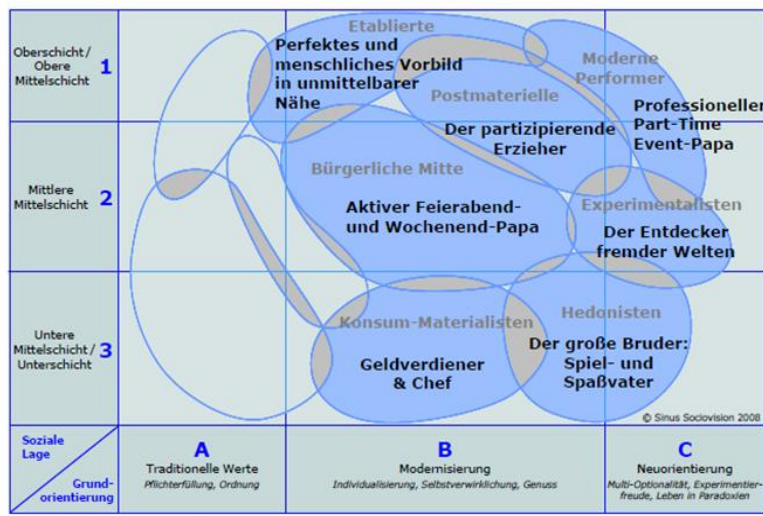 Oberschicht /
Obere
Mittelschicht
1
Etablierte
Perfektes und
menschliches Vorbild
in unmittelbarer
Nähe
Postmaterielle
Der partizipierende
Erzieher
Moderne
Performer
Professioneller
Part-Time
Event-Papa
Mittlere
Mittelschicht
2
Bürgerliche Mitte
Aktiver Feierabend-
und Wochenend-Papa
Experimentalisten
Der Entdecker
fremder Welten
Untere
Mittelschicht /
Unterschicht
3
Konsum-Materialisten
Geldverdiener
& Chef
Hedonisten
Der große Bruder:
Spiel- und
Spaßvater
© Sinus Sociovision 2008
Soziale
Lage
Grund-
orientierung
A
Traditionelle Werte
Pflichterfüllung, Ordnung
B
Modernisierung
Individualisierung, Selbstverwirklichung, Genuss
C
Neuorientierung
Multi-Optionalität, Experimentier-
freude, Leben in Paradoxien